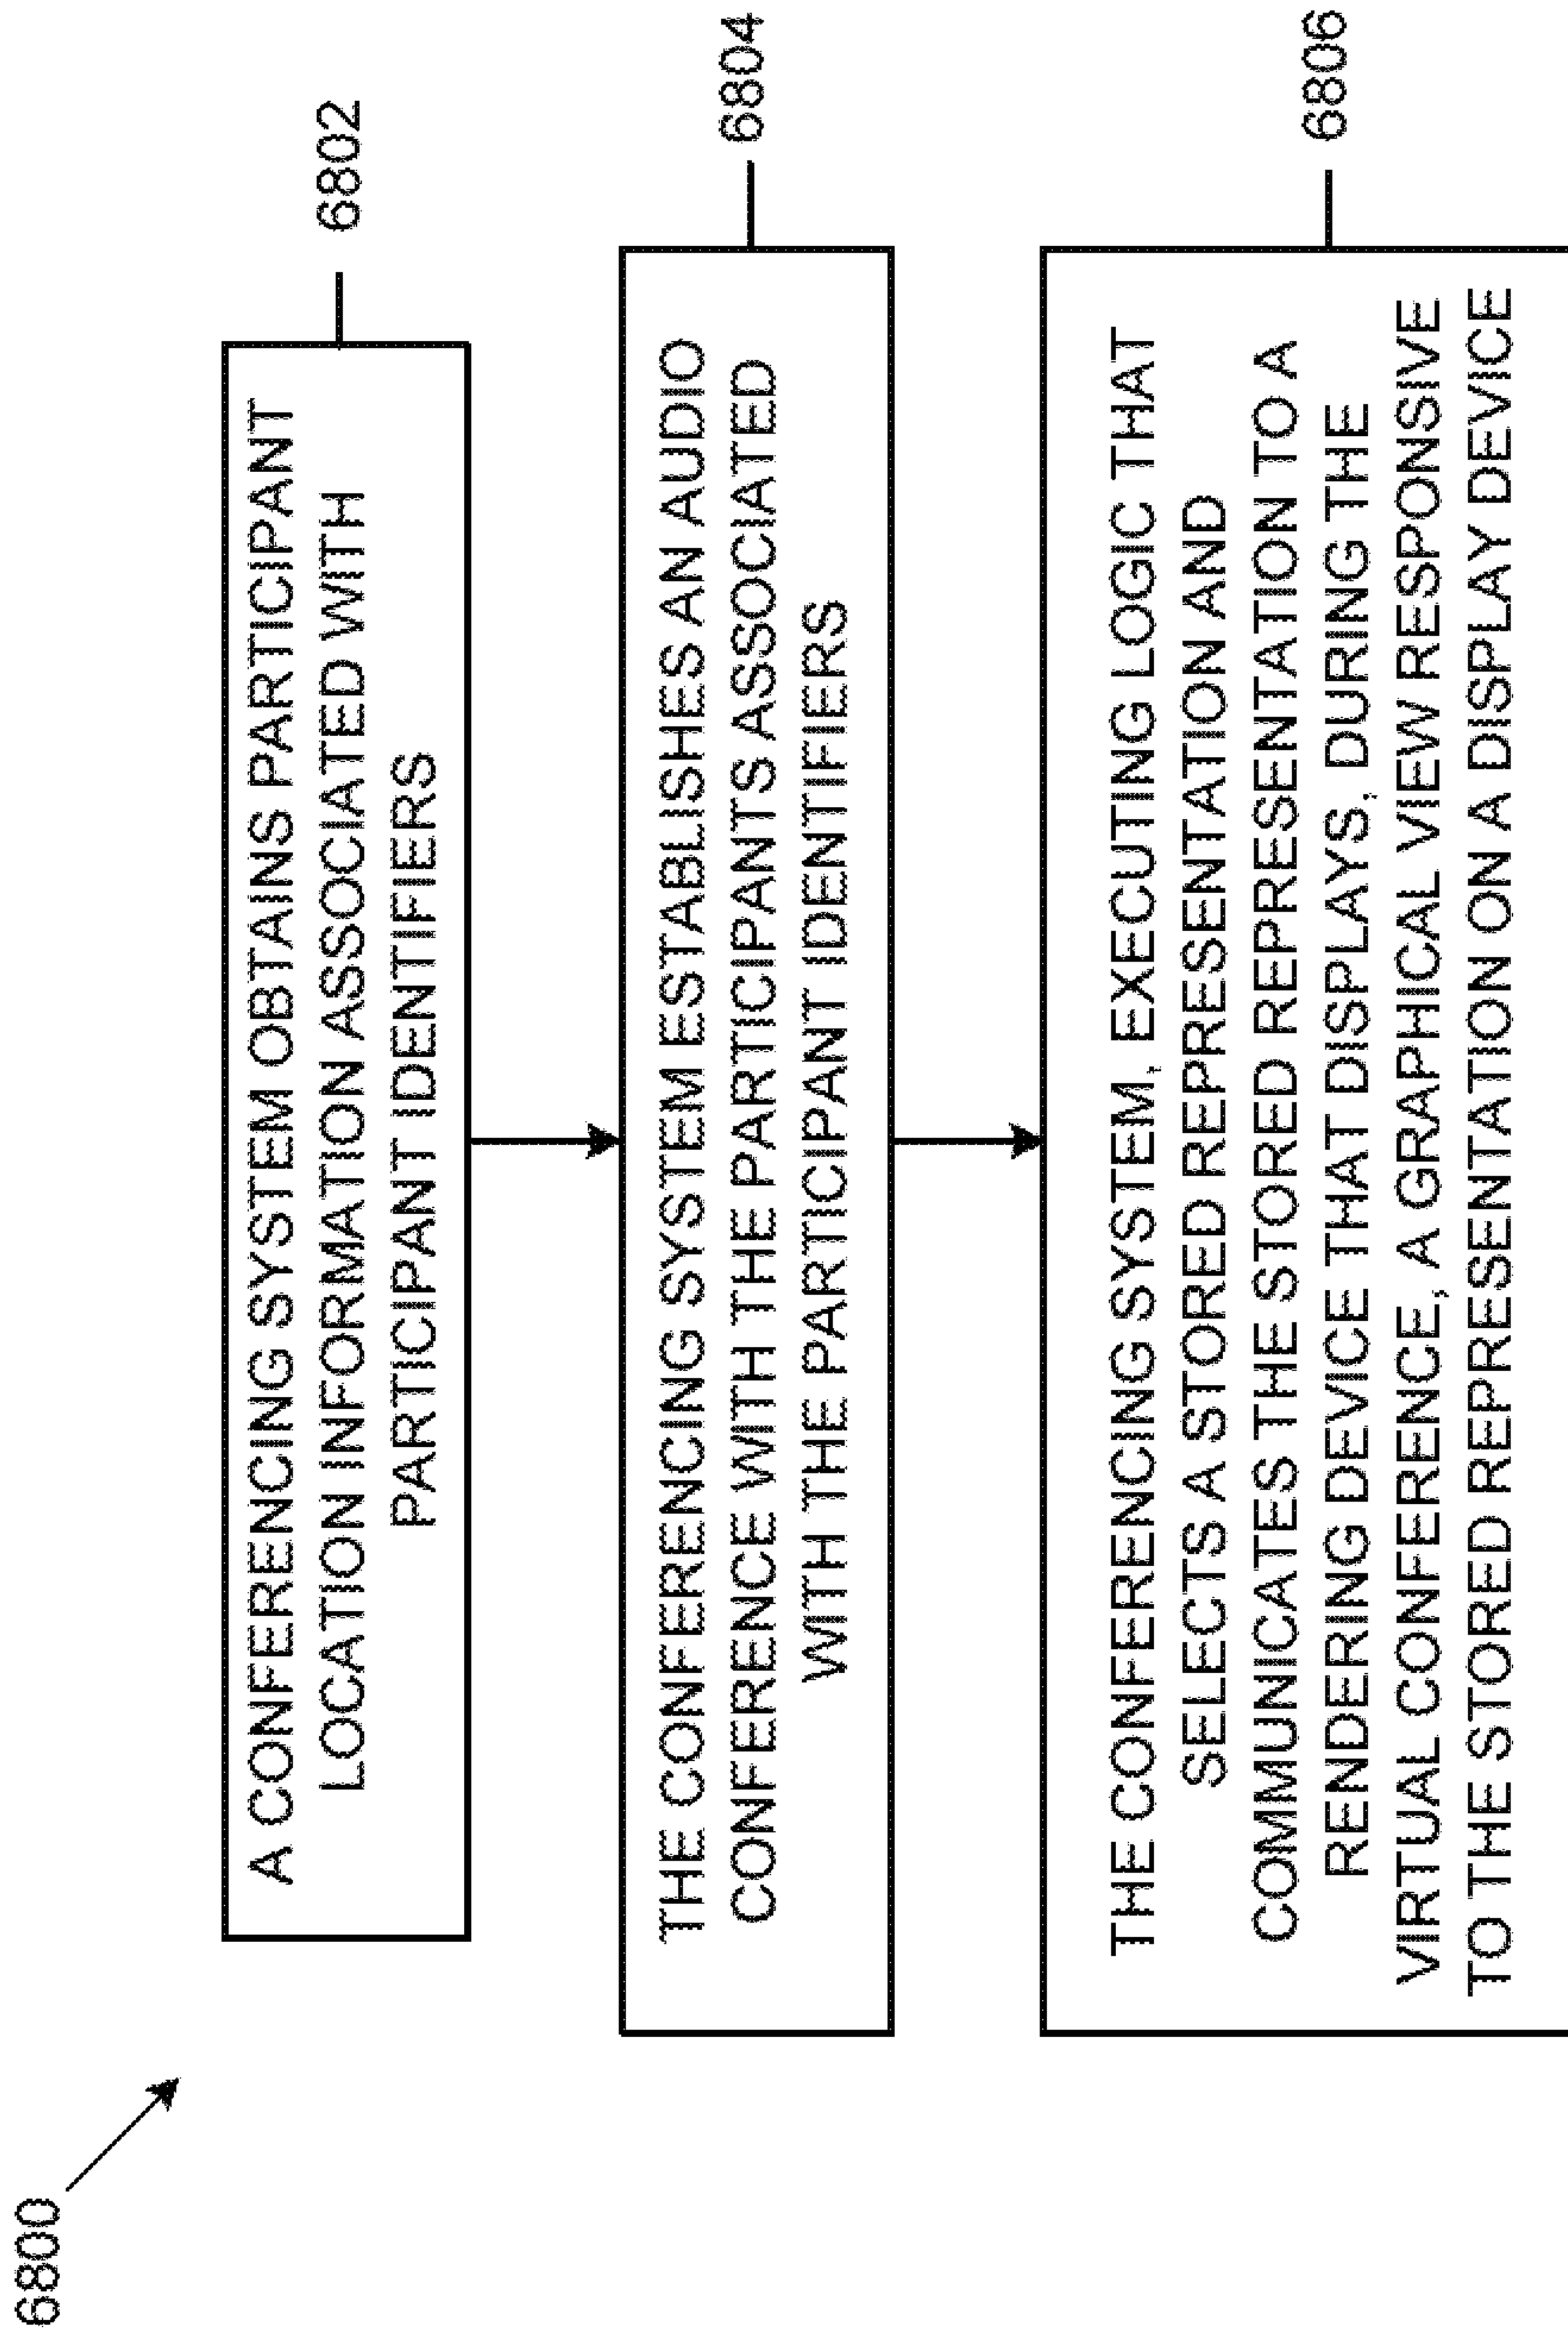 6800
A CONFERENCING SYSTEM OBTAINS PARTICIPANT
LOCATION INFORMATION ASSOCIATED WITH
PARTICIPANT IDENTIFIERS
6802
THE CONFERENCING SYSTEM ESTABLISHES AN AUDIO
CONFERENCE WITH THE PARTICIPANTS ASSOCIATED
WITH THE PARTICIPANT IDENTIFIERS
6804
THE CONFERENCING SYSTEM, EXECUTING LOGIC THAT
SELECTS A STORED REPRESENTATION AND
COMMUNICATES THE STORED REPRESENTATION TO A
RENDERING DEVICE THAT DISPLAYS, DURING THE
VIRTUAL CONFERENCE, A GRAPHICAL VIEW RESPONSIVE
TO THE STORED REPRESENTATION ON A DISPLAY DEVICE
6806